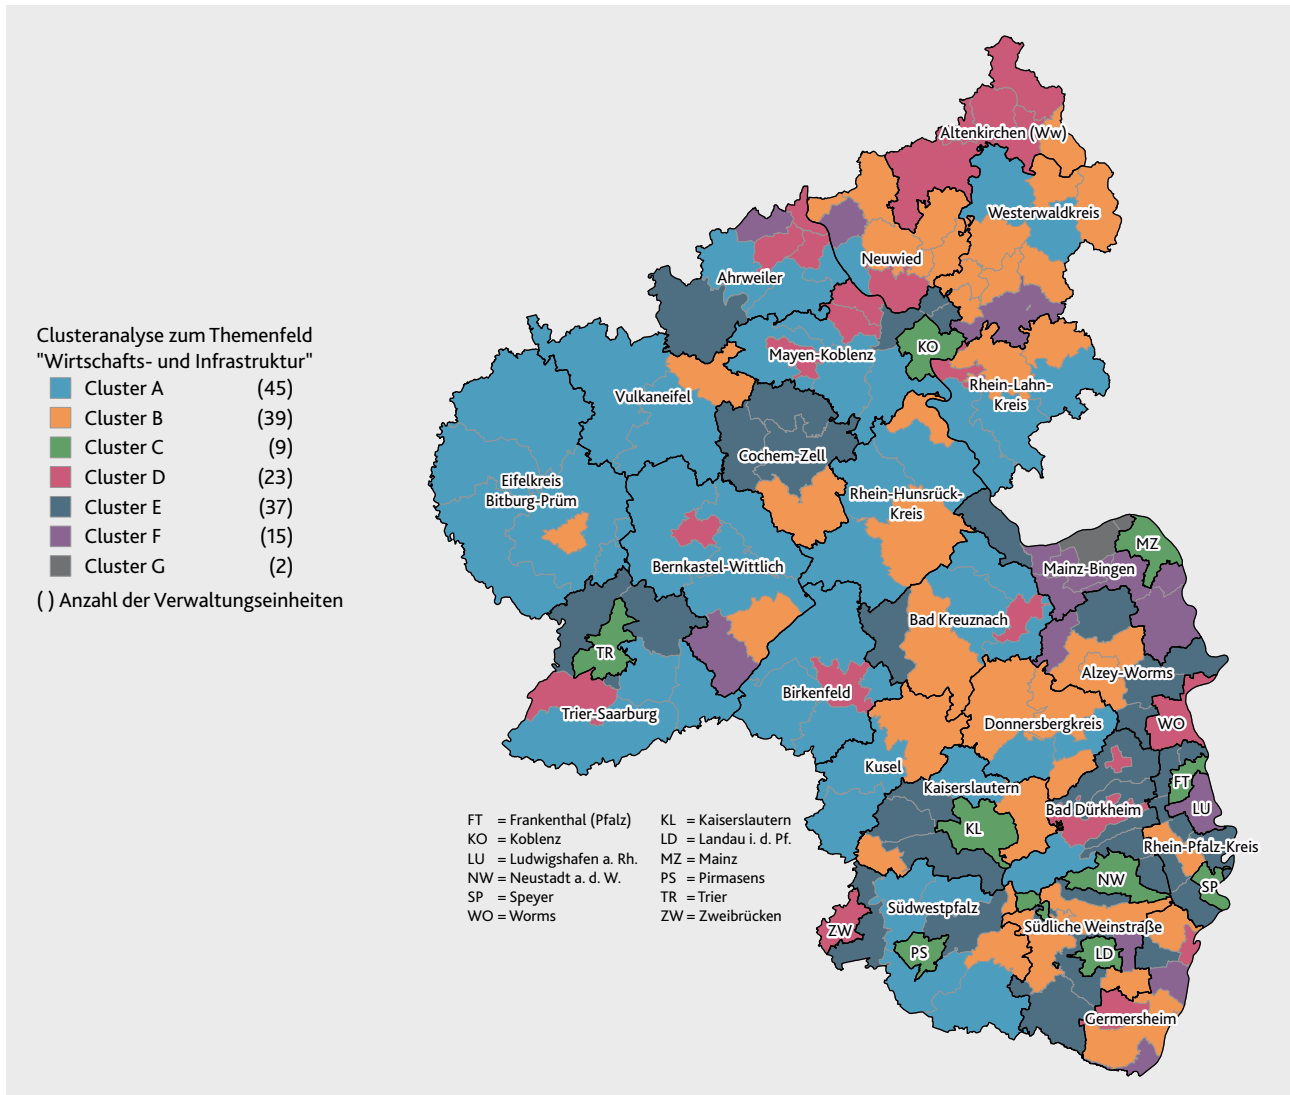 Altenkirchen (Ww)
Westerwaldkreis
Neuwied
Ahrweiler
Clusteranalyse zum Themenfeld
"Wirtschafts- und Infrastruktur"
Cluster A (45)
Cluster B (39)
Cluster C (9)
Cluster D (23)
Cluster E (37)
Cluster F (15)
Cluster G (2)
( ) Anzahl der Verwaltungseinheiten
KO
Mayen-Koblenz
Rhein-Lahn-
Kreis
Vulkaneifel
Cochem-Zell
Eifelkreis
Bitburg-Prüm
Rhein-Hunsrück-
Kreis
MZ
Mainz-Bingen
Bernkastel-Wittlich
Bad Kreuznach
TR
Alzey-Worms
Birkenfeld
Trier-Saarburg
Donnersbergkreis
WO
Kusel
Kaiserslautern
FT
Bad Dürkheim
LU
KL
Rhein-Pfalz-Kreis
NW
SP
Südwestpfalz
Südliche Weinstraße
ZW
PS
LD
Germersheim
FT = Frankenthal (Pfalz)
KO = Koblenz
LU = Ludwigshafen a. Rh.
NW = Neustadt a. d. W.
SP = Speyer
WO = Worms
KL = Kaiserslautern
LD = Landau i. d. Pf.
MZ = Mainz
PS = Pirmasens
TR = Trier
ZW = Zweibrücken